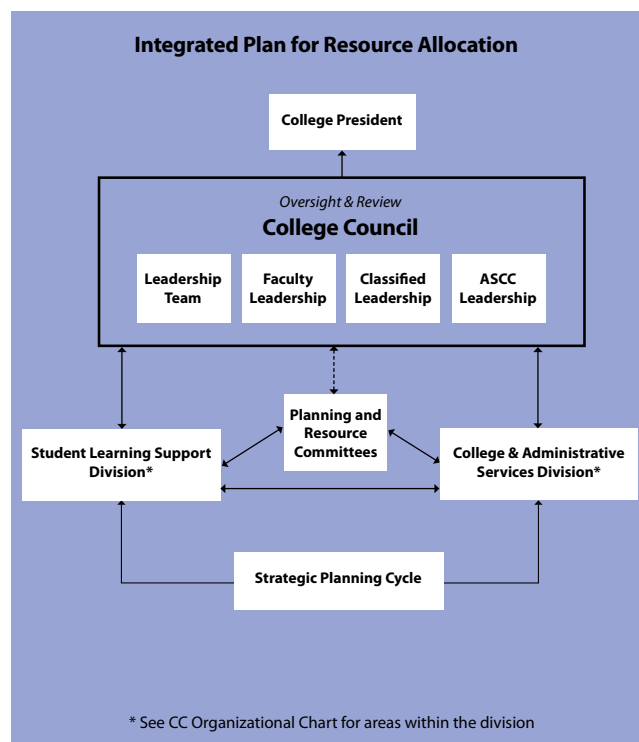 Integrated Plan for Resource Allocation
College President
Oversight & Review
College Council
Leadership
Team
Faculty
Leadership
Classified
Leadership
ASCC
Leadership
Planning and
Resource
Committees
Student Learning Support
Division*
College & Administrative
Services Division*
Strategic Planning Cycle
* See CC Organizational Chart for areas within the division